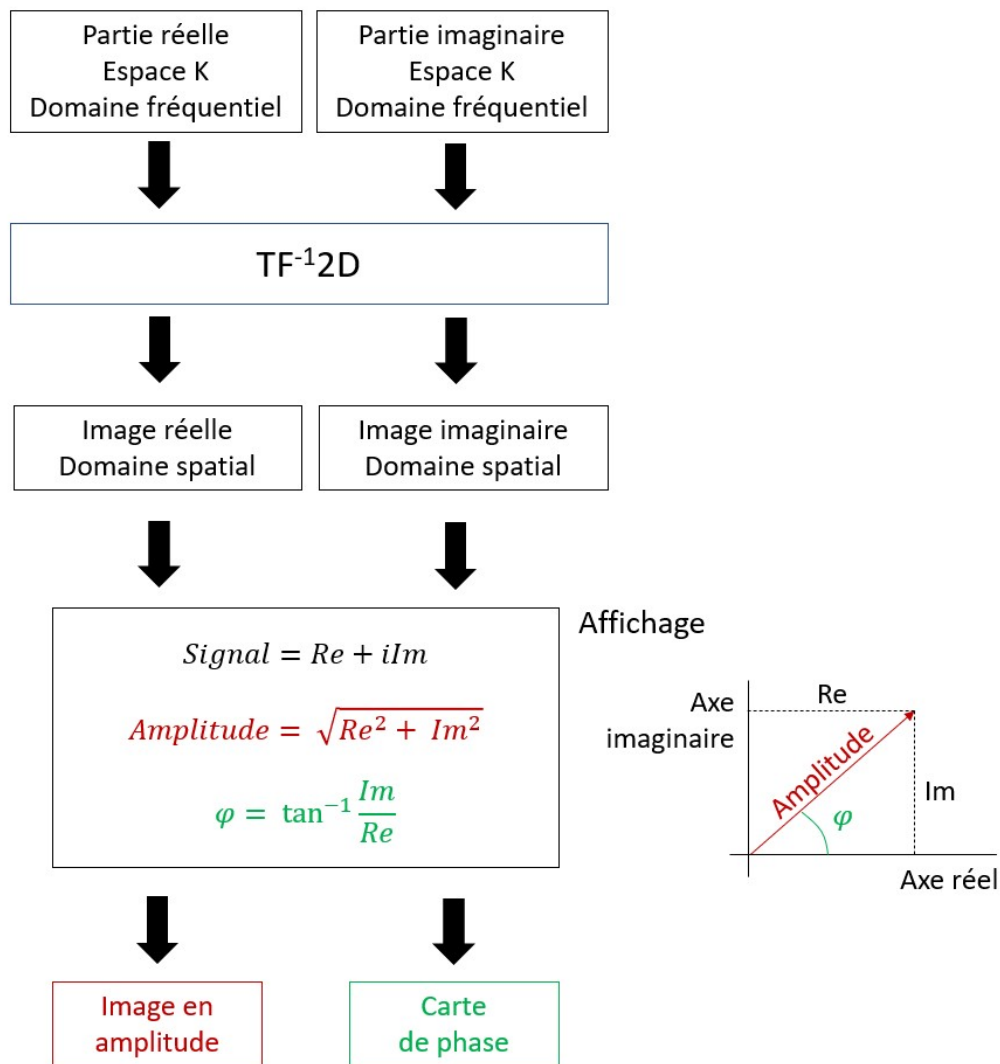 Partie réelle
Espace K
Domaine fréquentiel
Partie imaginaire
Espace K
Domaine fréquentiel
TF⁻¹2D
Image réelle
Domaine spatial
Image imaginaire
Domaine spatial
Signal = Re + iIm
Amplitude = √(Re² + Im²)
φ = tan⁻¹ Im/Re
Affichage
Axe
imaginaire
Re
Amplitude
φ
Im
Axe réel
Image en
amplitude
Carte
de phase